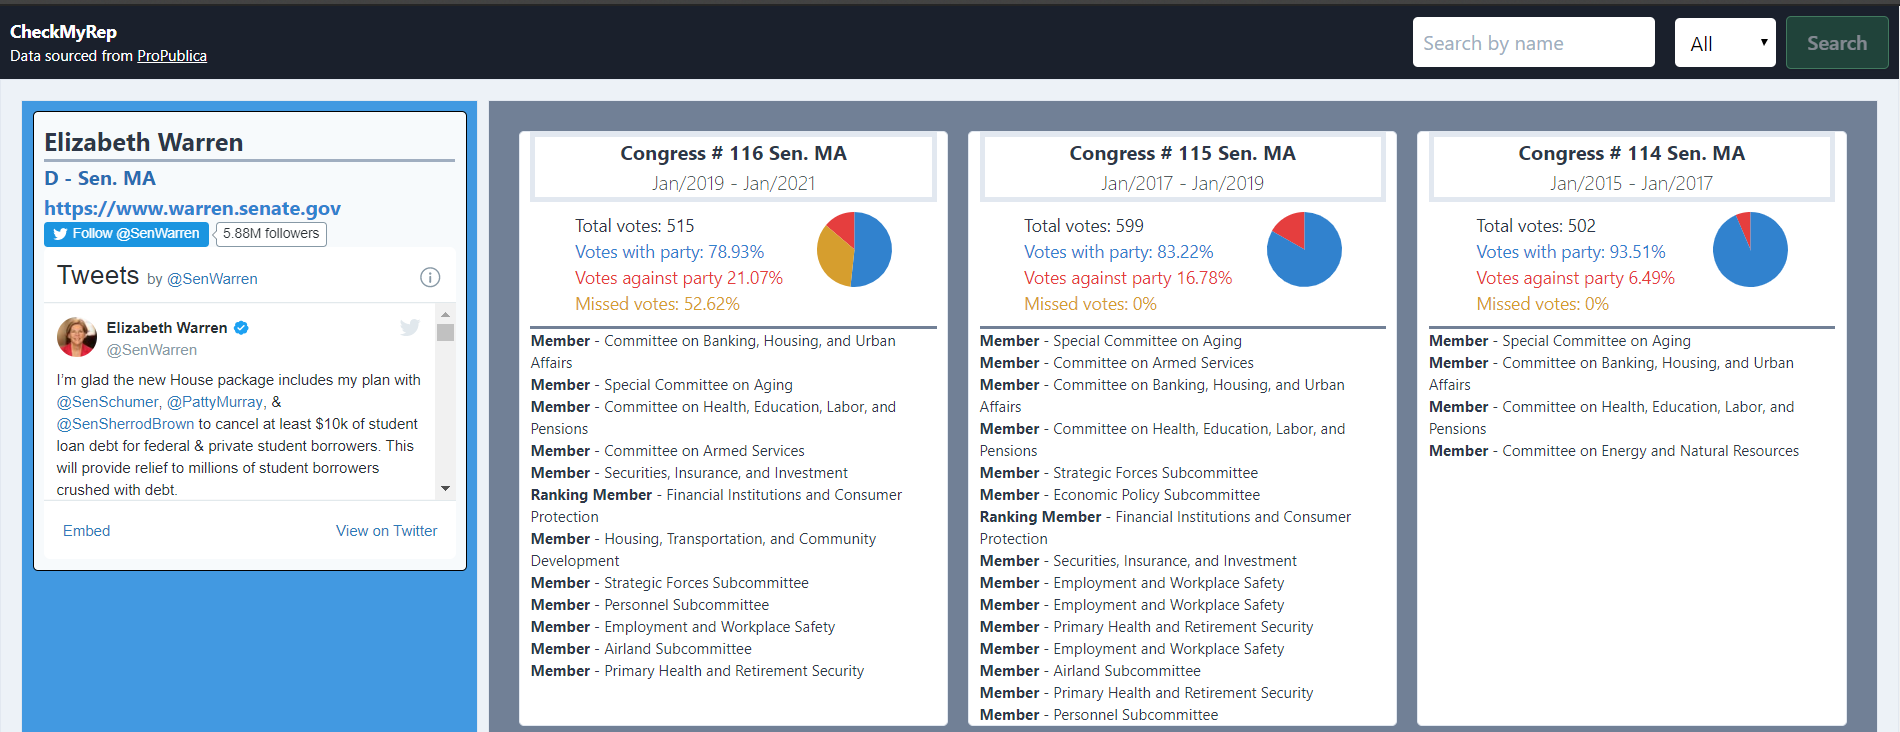 CheckMyRep
Data sourced from ProPublica
Search by name
All
Search
Elizabeth Warren
D - Sen. MA
https://www.warren.senate.gov
Follow @SenWarren
5.88M followers
Tweets by @SenWarren
Elizabeth Warren
@SenWarren
I'm glad the new House package includes my plan with
@SenSchumer, @PattyMurray, &
@SenSherrodBrown to cancel at least $10k of student
loan debt for federal & private student borrowers. This
will provide relief to millions of student borrowers
crushed with debt.
Embed
View on Twitter
Congress # 116 Sen. MA
Jan/2019 - Jan/2021
Total votes: 515
Votes with party: 78.93%
Votes against party 21.07%
Missed votes: 52.62%
Member - Committee on Banking, Housing, and Urban
Affairs
Member - Special Committee on Aging
Member - Committee on Health, Education, Labor, and
Pensions
Member - Committee on Armed Services
Member - Securities, Insurance, and Investment
Ranking Member - Financial Institutions and Consumer
Protection
Member - Housing, Transportation, and Community
Development
Member - Strategic Forces Subcommittee
Member - Personnel Subcommittee
Member - Employment and Workplace Safety
Member - Airland Subcommittee
Member - Primary Health and Retirement Security
Congress # 115 Sen. MA
Jan/2017 - Jan/2019
Total votes: 599
Votes with party: 83.22%
Votes against party 16.78%
Missed votes: 0%
Member - Special Committee on Aging
Member - Committee on Armed Services
Member - Committee on Banking, Housing, and Urban
Affairs
Member - Committee on Health, Education, Labor, and
Pensions
Member - Strategic Forces Subcommittee
Member - Economic Policy Subcommittee
Ranking Member - Financial Institutions and Consumer
Protection
Member - Securities, Insurance, and Investment
Member - Employment and Workplace Safety
Member - Employment and Workplace Safety
Member - Primary Health and Retirement Security
Member - Employment and Workplace Safety
Member - Airland Subcommittee
Member - Primary Health and Retirement Security
Member - Personnel Subcommittee
Congress # 114 Sen. MA
Jan/2015 - Jan/2017
Total votes: 502
Votes with party: 93.51%
Votes against party 6.49%
Missed votes: 0%
Member - Special Committee on Aging
Member - Committee on Banking, Housing, and Urban
Affairs
Member - Committee on Health, Education, Labor, and
Pensions
Member - Committee on Energy and Natural Resources